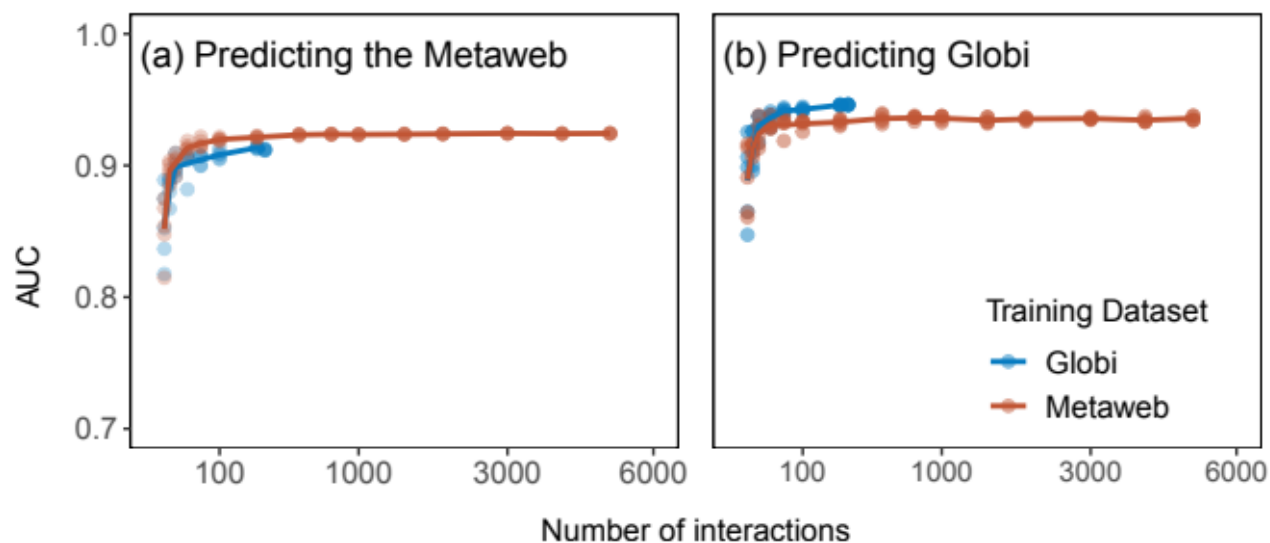 (a) Predicting the Metaweb
(b) Predicting Globi
1.0
0.9
0.8
0.7
AUC
Training Dataset
Globi
Metaweb
100
1000
3000
6000
100
1000
3000
6000
Number of interactions